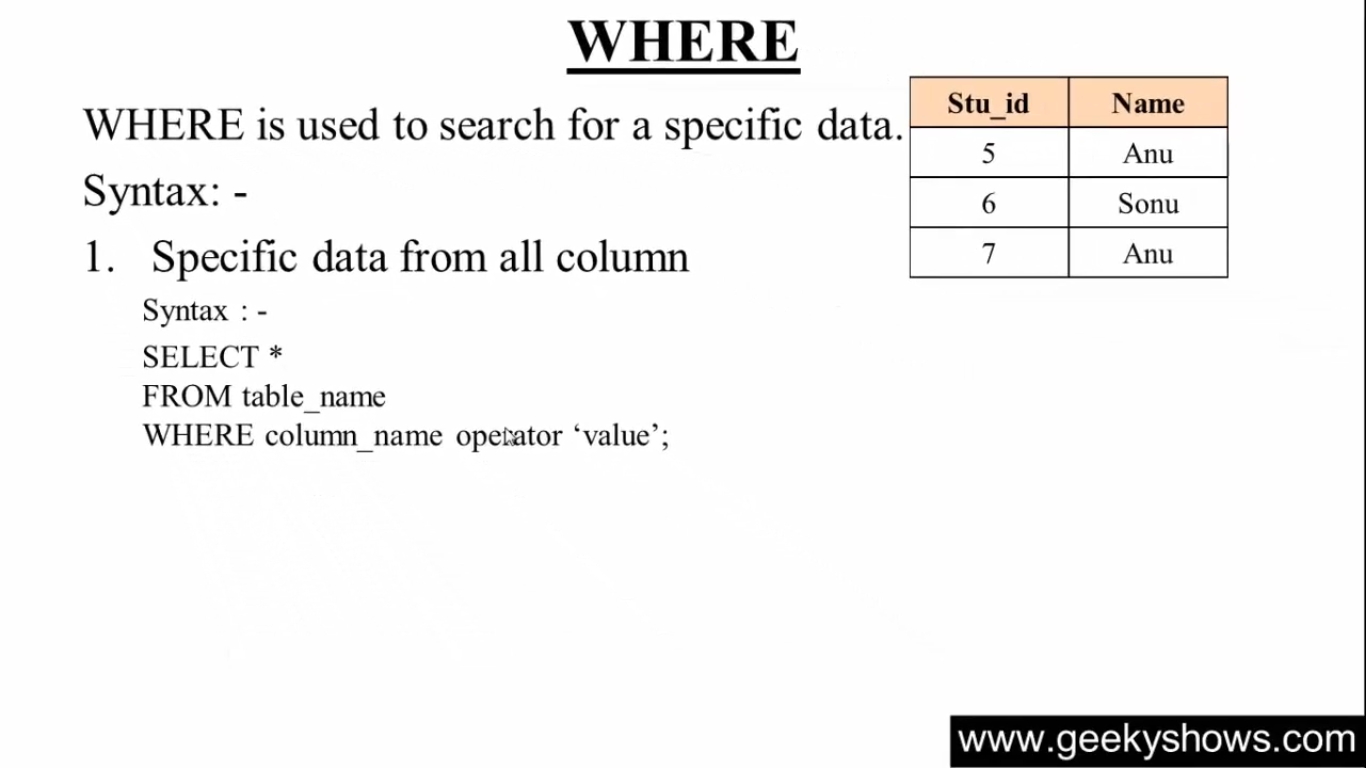 WHERE
WHERE is used to search for a specific data.
Syntax: -
1. Specific data from all column
Syntax : -
SELECT *
FROM table_name
WHERE column_name operator ‘value’;
Stu_id Name
5 Anu
6 Sonu
7 Anu
www.geekyshows.com